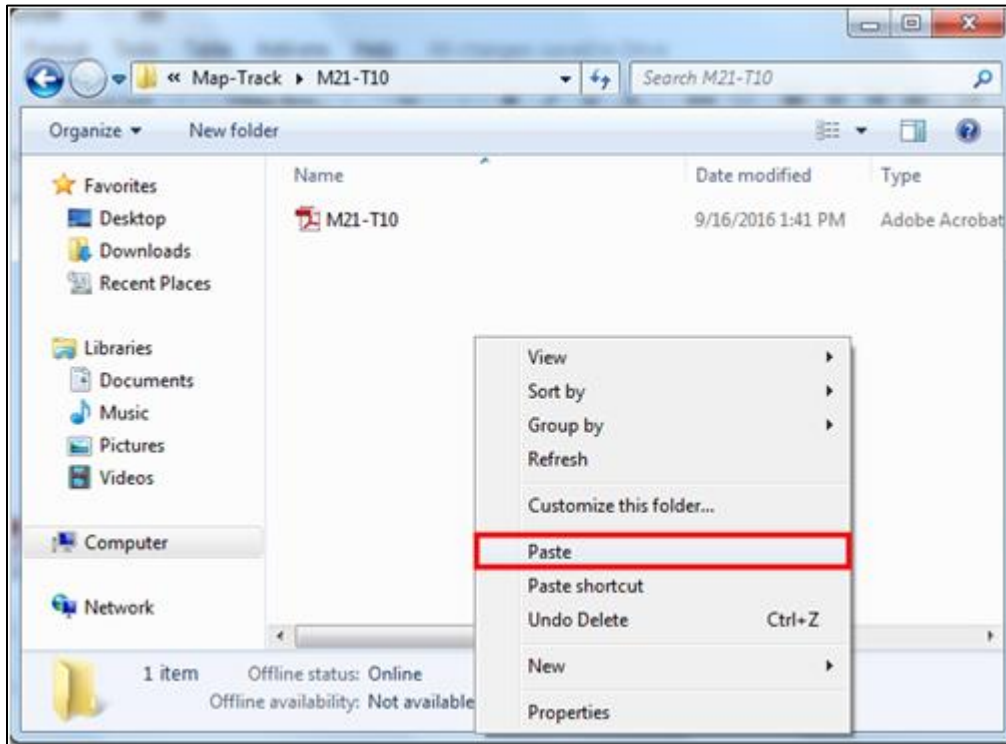 « Map-Track ▸ M21-T10
Search M21-T10
Organize ▾ New folder
Name Date modified Type
Favorites
Desktop
Downloads
Recent Places
Libraries
Documents
Music
Pictures
Videos
Computer
Network
M21-T10 9/16/2016 1:41 PM Adobe Acrobat
View
Sort by
Group by
Refresh
Customize this folder...
Paste
Paste shortcut
Undo Delete Ctrl+Z
New
Properties
1 item Offline status: Online
Offline availability: Not available